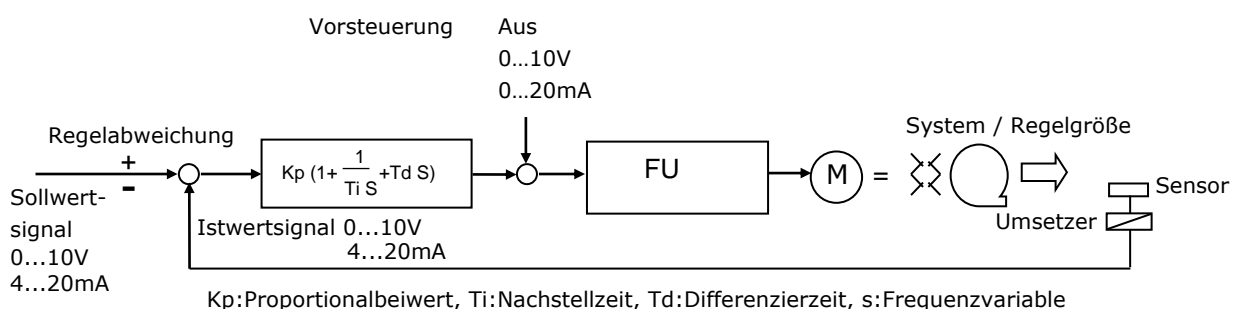 Vorsteuerung
Aus
0...10V
0...20mA
Regelabweichung
+
-
Sollwert-
signal
0...10V
4...20mA
Kp (1+ 1/Ti S +Td S)
FU
M
=
System / Regelgröße
Sensor
Umsetzer
Istwertsignal 0...10V
4...20mA
Kp:Proportionalbeiwert, Ti:Nachstellzeit, Td:Differenzierzeit, s:Frequenzvariable